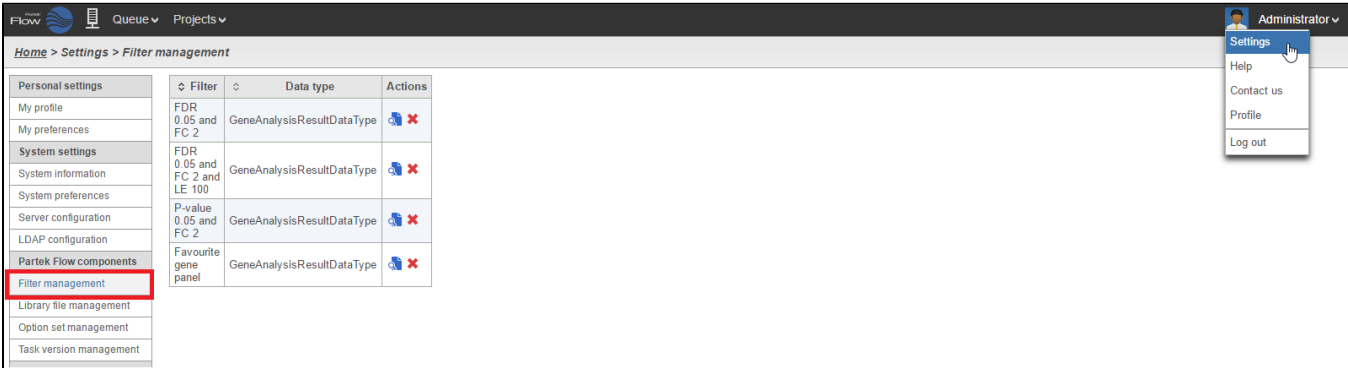 Partek
Flow Queue Projects Administrator
Home > Settings > Filter management
Settings
Help
Contact us
Profile
Log out
Personal settings
My profile
My preferences
System settings
System information
System preferences
Server configuration
LDAP configuration
Partek Flow components
Filter management
Library file management
Option set management
Task version management
Filter Data type Actions
FDR
0.05 and
FC 2
GeneAnalysisResultDataType
FDR
0.05 and
FC 2 and
LE 100
GeneAnalysisResultDataType
P-value
0.05 and
FC 2
GeneAnalysisResultDataType
Favourite
gene
panel
GeneAnalysisResultDataType